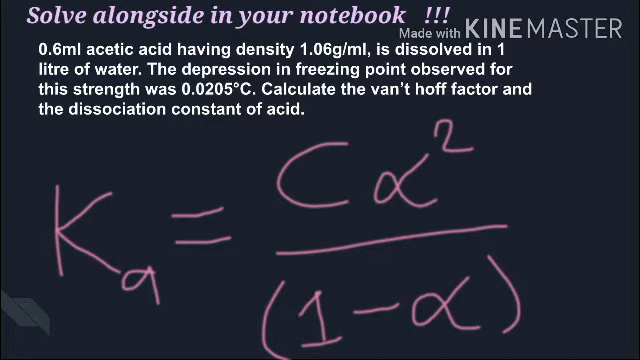 Solve alongside in your notebook !!!
Made with KINEMASTER
0.6ml acetic acid having density 1.06g/ml, is dissolved in 1
litre of water. The depression in freezing point observed for
this strength was 0.0205°C. Calculate the van't hoff factor and
the dissociation constant of acid.
Ka = Cα² / (1-α)